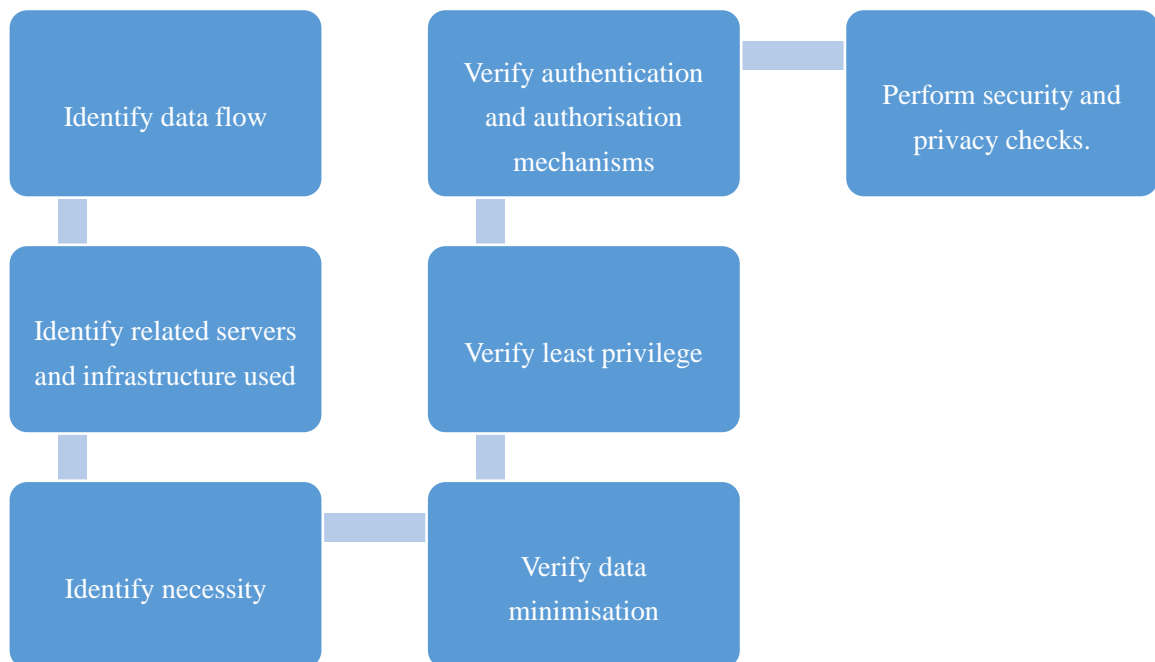 Identify data flow
Identify related servers
and infrastructure used
Identify necessity
Verify data
minimisation
Verify least privilege
Verify authentication
and authorisation
mechanisms
Perform security and
privacy checks.